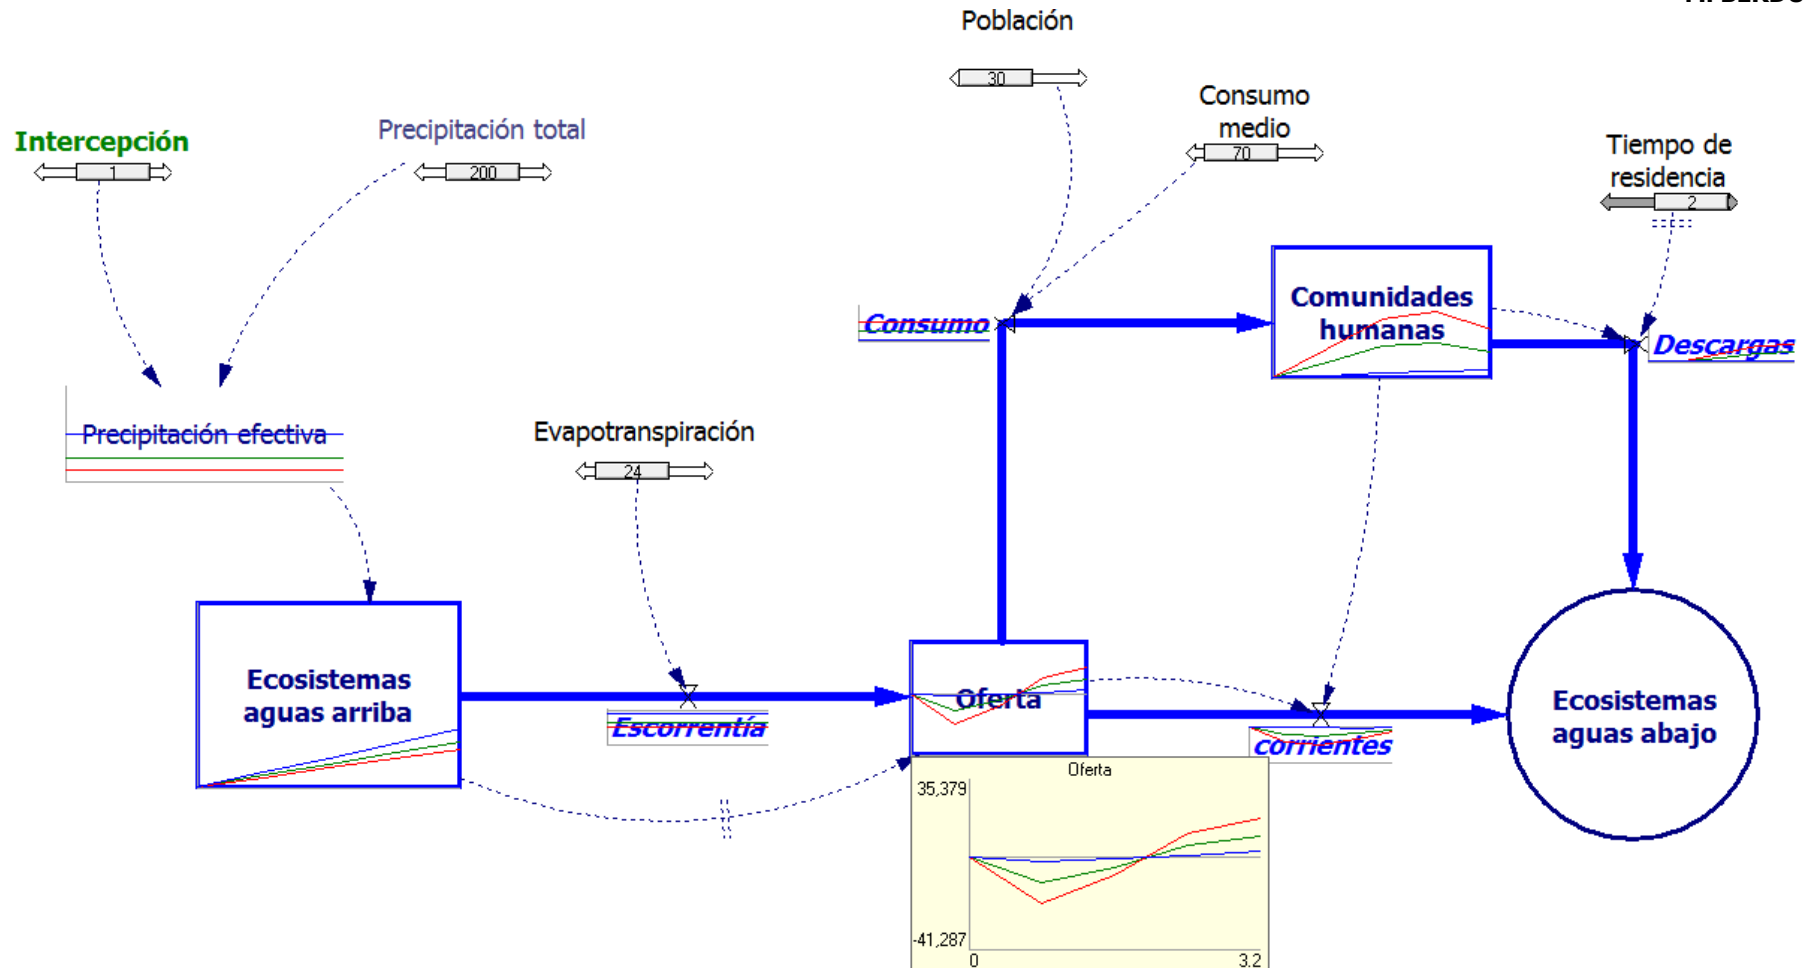 Población
30
Consumo
medio
70
Intercepción
1
Precipitación total
200
Tiempo de
residencia
2
Comunidades
humanas
Consumo
Descargas
Precipitación efectiva
Evapotranspiración
24
Ecosistemas
aguas arriba
Escorrentía
Oferta
corrientes
Ecosistemas
aguas abajo
Oferta
35,379
-41,287
0
3.2